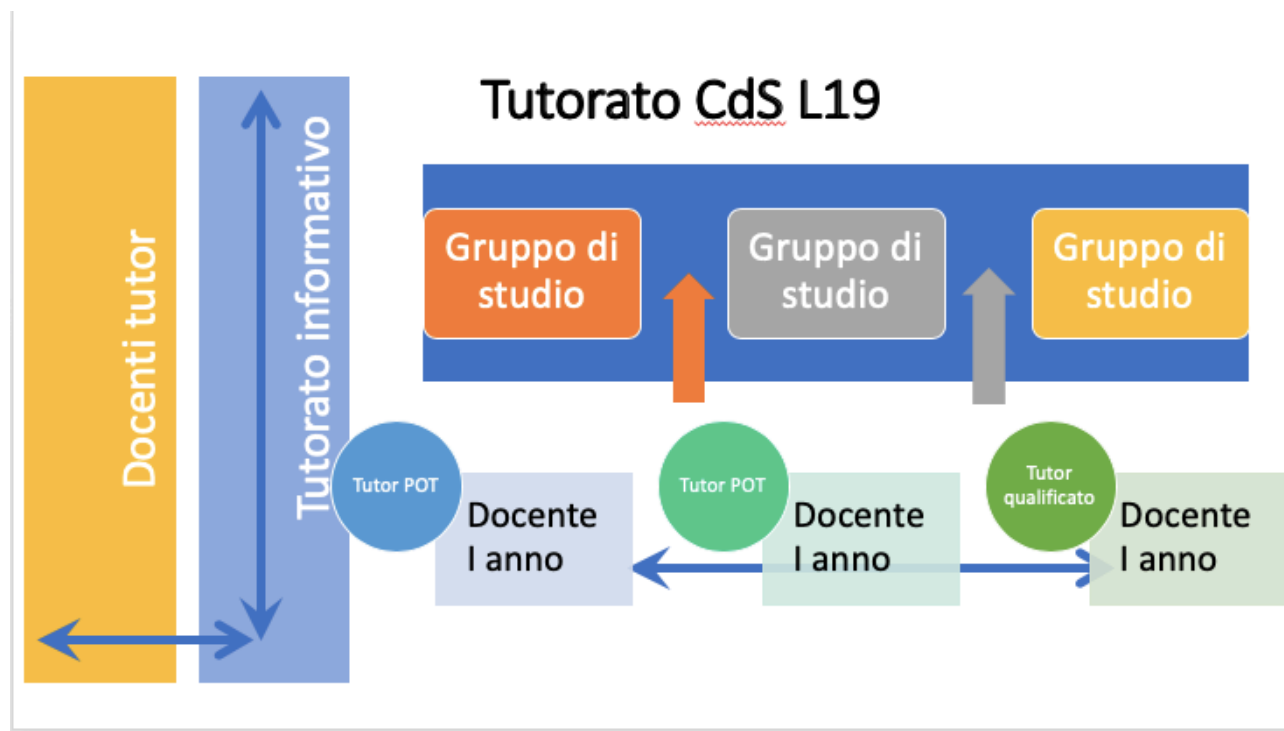 Tutorato CdS L19
Docenti tutor
Tutorato informativo
Gruppo di
studio
Gruppo di
studio
Gruppo di
studio
Tutor POT
Docente
I anno
Tutor POT
Docente
I anno
Tutor
qualificato
Docente
I anno